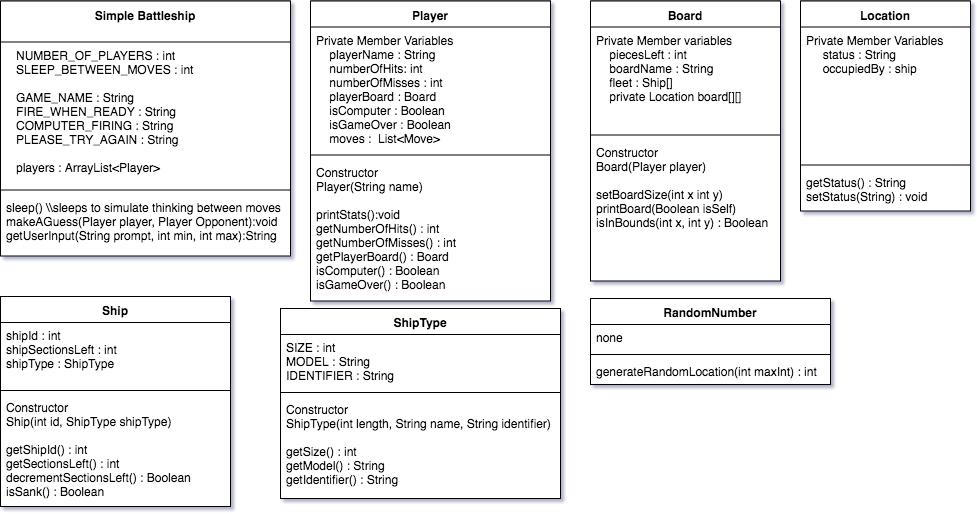 Simple Battleship
NUMBER_OF_PLAYERS : int
SLEEP_BETWEEN_MOVES : int
GAME_NAME : String
FIRE_WHEN_READY : String
COMPUTER_FIRING : String
PLEASE_TRY_AGAIN : String
players : ArrayList<Player>
sleep() \\sleeps to simulate thinking between moves
makeAGuess(Player player, Player Opponent):void
getUserInput(String prompt, int min, int max):String
Player
Private Member Variables
playerName : String
numberOfHits: int
numberOfMisses : int
playerBoard : Board
isComputer : Boolean
isGameOver : Boolean
moves : List<Move>
Constructor
Player(String name)
printStats():void
getNumberOfHits() : int
getNumberOfMisses() : int
getPlayerBoard() : Board
isComputer() : Boolean
isGameOver() : Boolean
Board
Private Member variables
piecesLeft : int
boardName : String
fleet : Ship[]
private Location board[][]
Constructor
Board(Player player)
setBoardSize(int x int y)
printBoard(Boolean isSelf)
isInBounds(int x, int y) : Boolean
Location
Private Member Variables
status : String
occupiedBy : ship
getStatus() : String
setStatus(String) : void
Ship
shipId : int
shipSectionsLeft : int
shipType : ShipType
Constructor
Ship(int id, ShipType shipType)
getShipId() : int
getSectionsLeft() : int
decrementSectionsLeft() : Boolean
isSank() : Boolean
ShipType
SIZE : int
MODEL : String
IDENTIFIER : String
Constructor
ShipType(int length, String name, String identifier)
getSize() : int
getModel() : String
getIdentifier() : String
RandomNumber
none
generateRandomLocation(int maxInt) : int